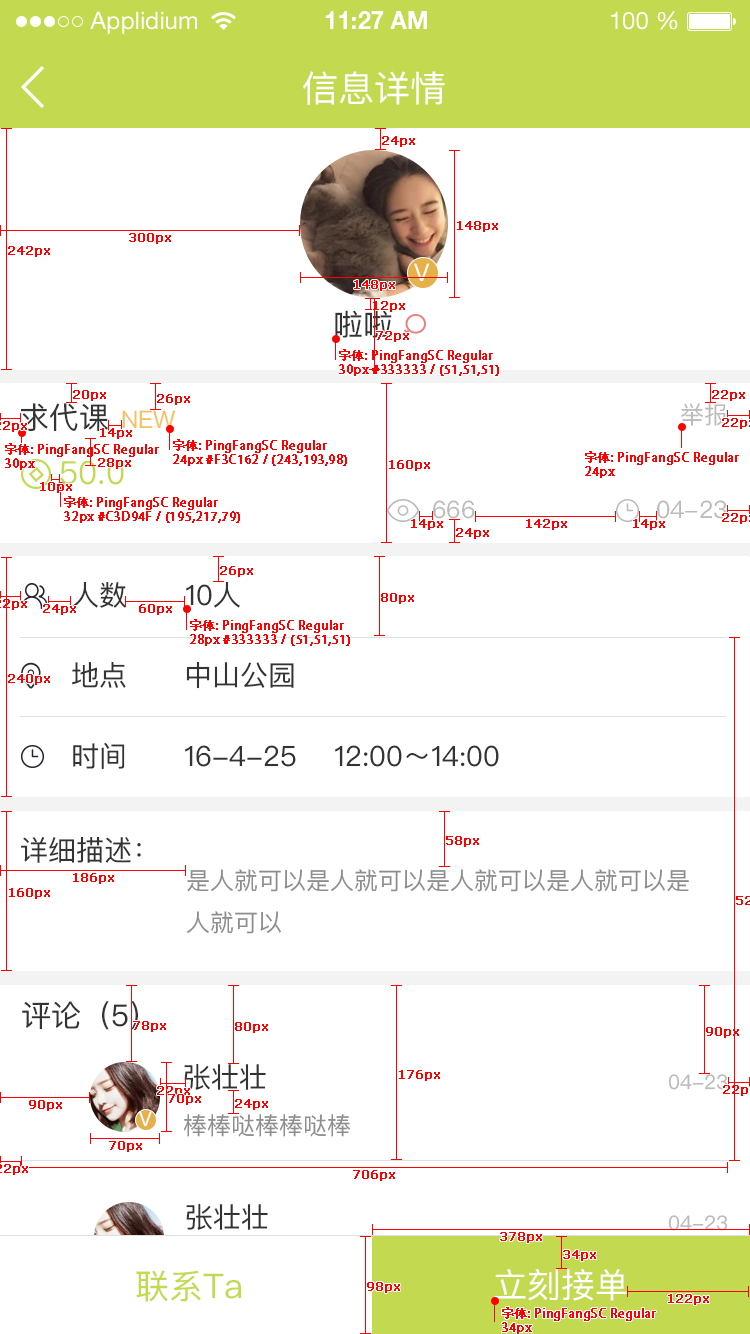 Applidium 11:27 AM 100 %
信息详情
24px
148px
300px
242px
148px
12px
啦啦
72px
字体: PingFangSC Regular
30px #333333 / (51,51,51)
20px
26px
22px
求代课 NEW
举报
22px
14px
字体: PingFangSC Regular
30px
字体: PingFangSC Regular
24px #F3C162 / (243,193,98)
字体: PingFangSC Regular
24px
28px
160px
50.0
10px
字体: PingFangSC Regular
32px #C3D94F / (195,217,79)
666
04-23
14px
24px
142px
14px
22px
26px
人数
10人
80px
22px
24px
60px
字体: PingFangSC Regular
28px #333333 / (51,51,51)
240px
地点
中山公园
时间
16-4-25 12:00~14:00
58px
详细描述:
186px
160px
是人就可以是人就可以是人就可以是人就可以是
人就可以
评论（5）
78px
80px
90px
张壮壮
176px
04-23
22px
70px
24px
90px
棒棒哒棒棒哒棒
70px
22px
706px
张壮壮
04-23
378px
34px
98px
联系Ta
立刻接单
122px
字体: PingFangSC Regular
34px